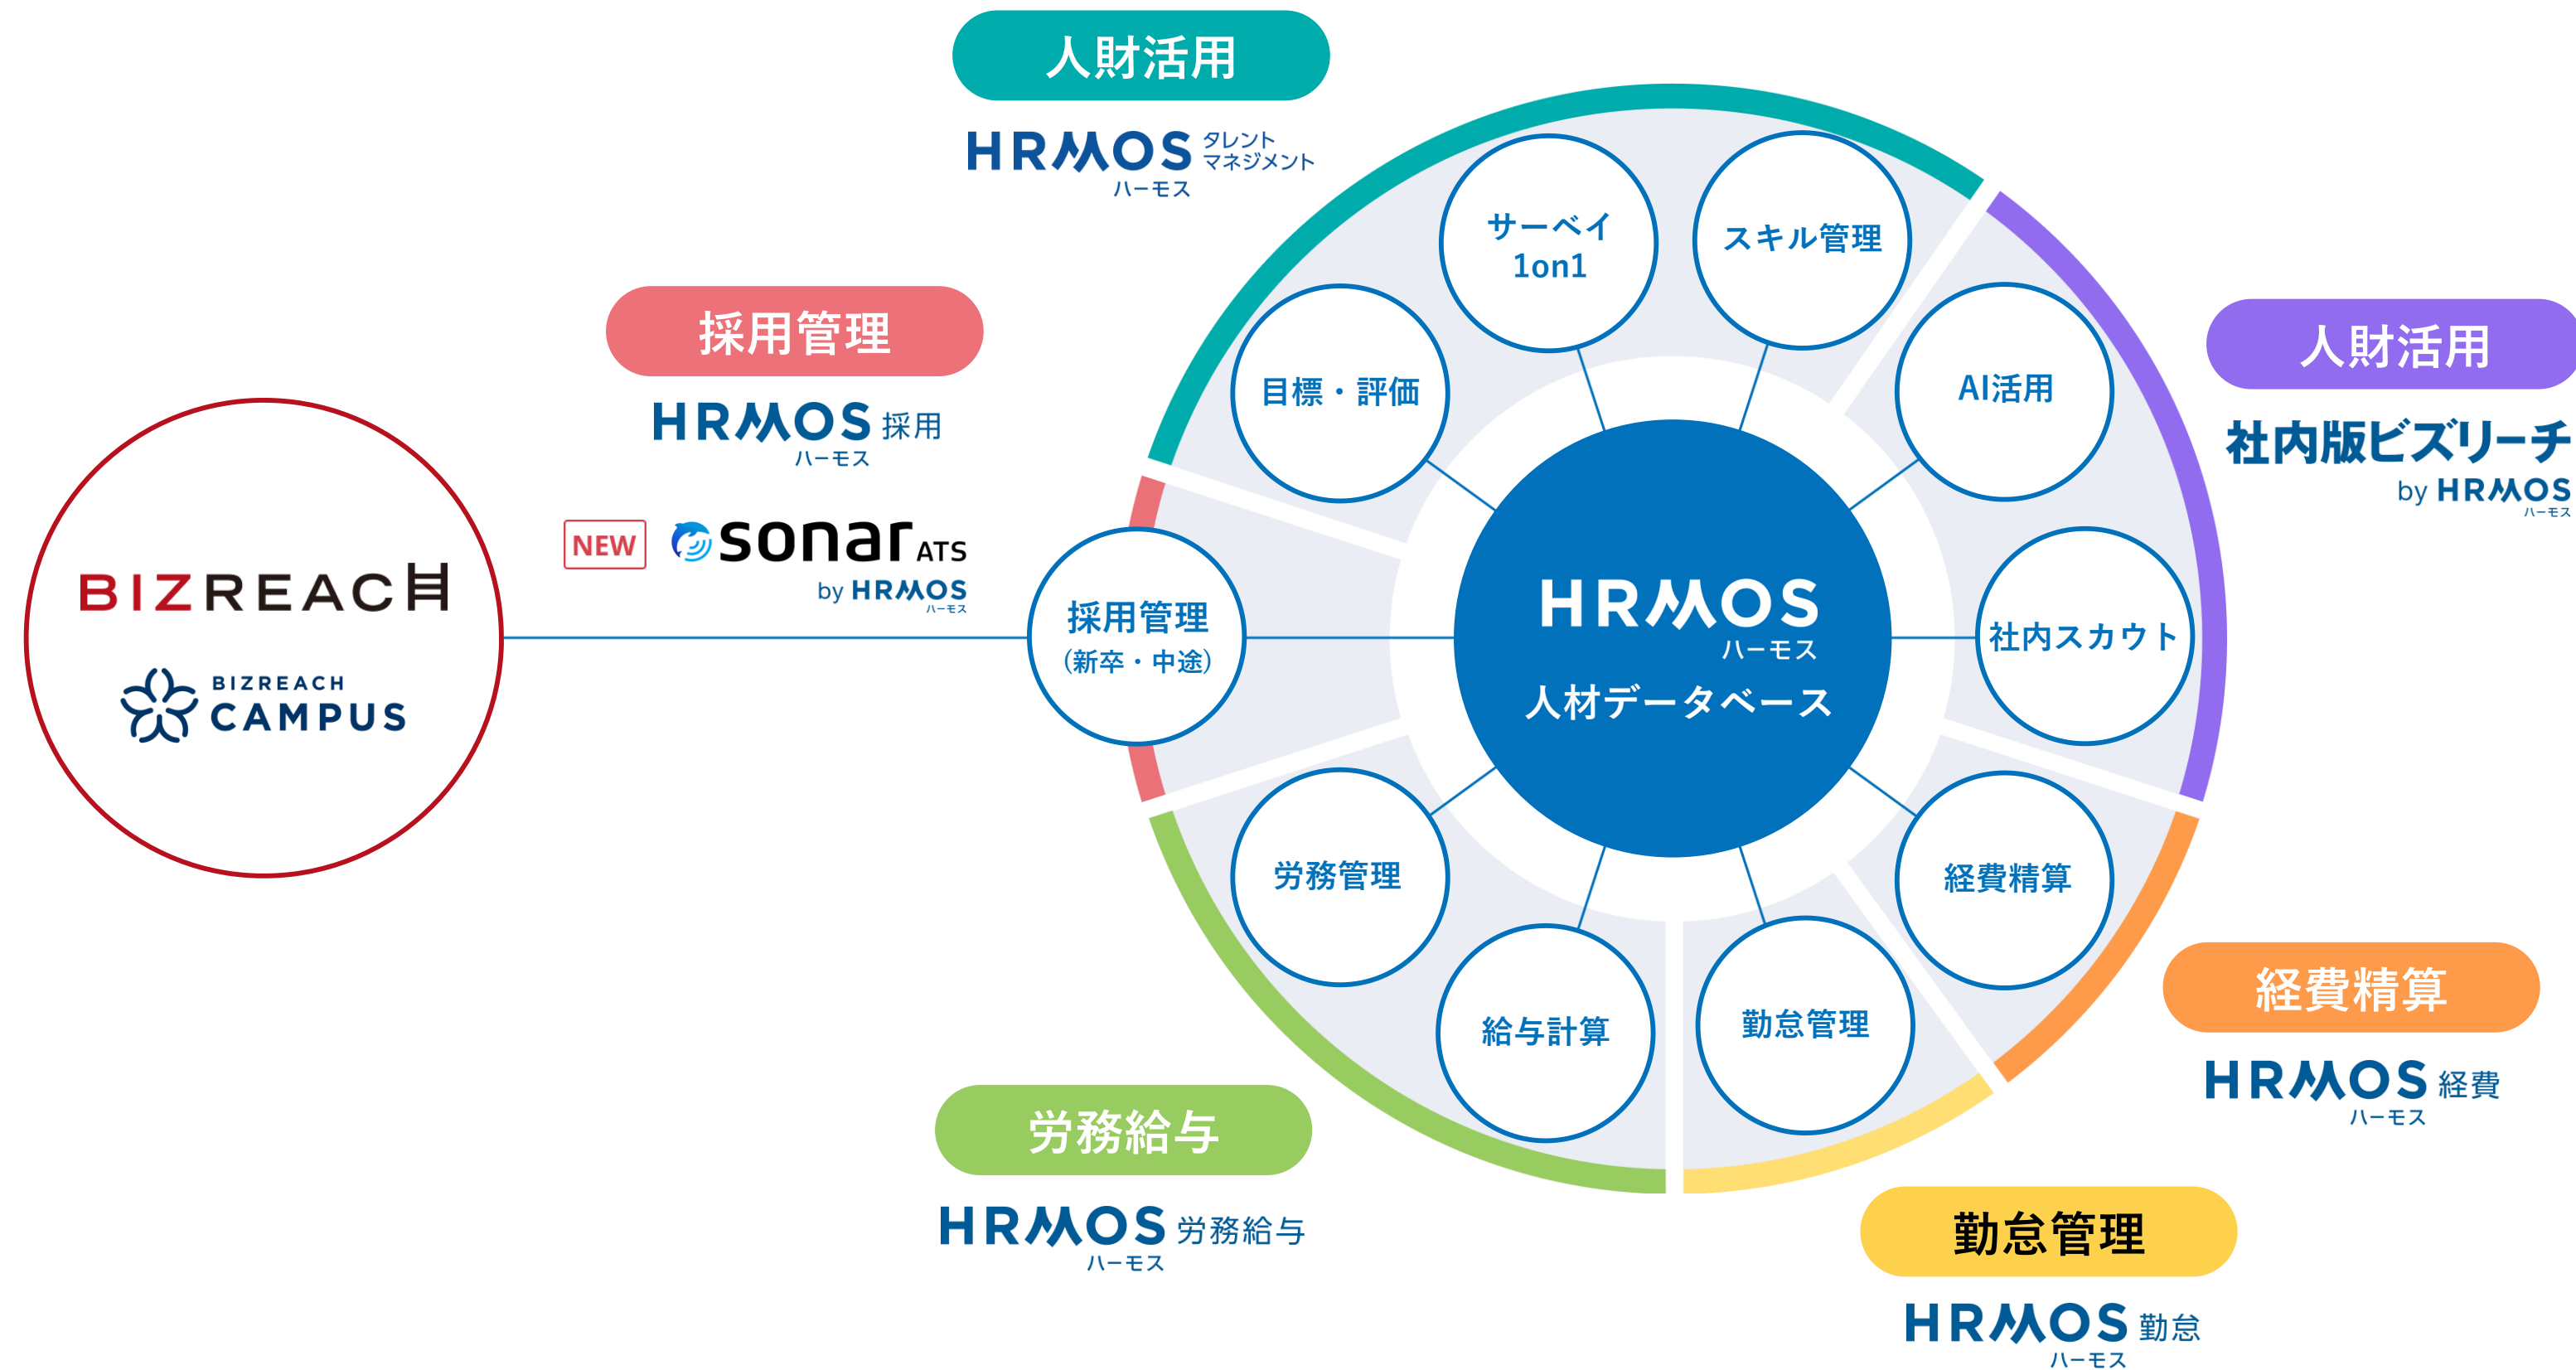 人財活用
HRMOS タレント
マネジメント
ハーモス
採用管理
HRMOS 採用
ハーモス
NEW sonar ATS
by HRMOS
ハーモス
BIZREACH
BIZREACH
CAMPUS
サーベイ
1on1
スキル管理
目標・評価
AI活用
採用管理
(新卒・中途)
HRMOS
ハーモス
人材データベース
社内スカウト
労務管理
給与計算
勤怠管理
経費精算
人財活用
社内版ビズリーチ
by HRMOS
ハーモス
経費精算
HRMOS 経費
ハーモス
労務給与
HRMOS 労務給与
ハーモス
勤怠管理
HRMOS 勤怠
ハーモス